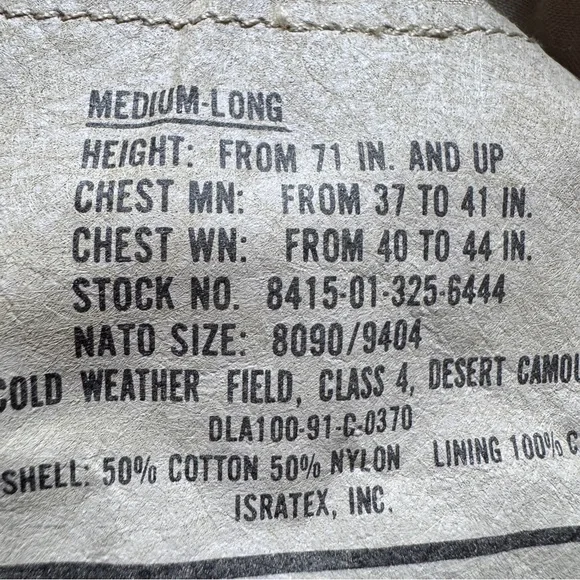 MEDIUM-LONG
HEIGHT: FROM 71 IN. AND UP
CHEST MN: FROM 37 TO 41 IN.
CHEST WN: FROM 40 TO 44 IN.
STOCK NO. 8415-01-325-6444
NATO SIZE: 8090/9404
COLD WEATHER FIELD, CLASS 4, DESERT CAMOU
DLA100-91-C-0370
SHELL: 50% COTTON 50% NYLON LINING 100% C
ISRATEX, INC.